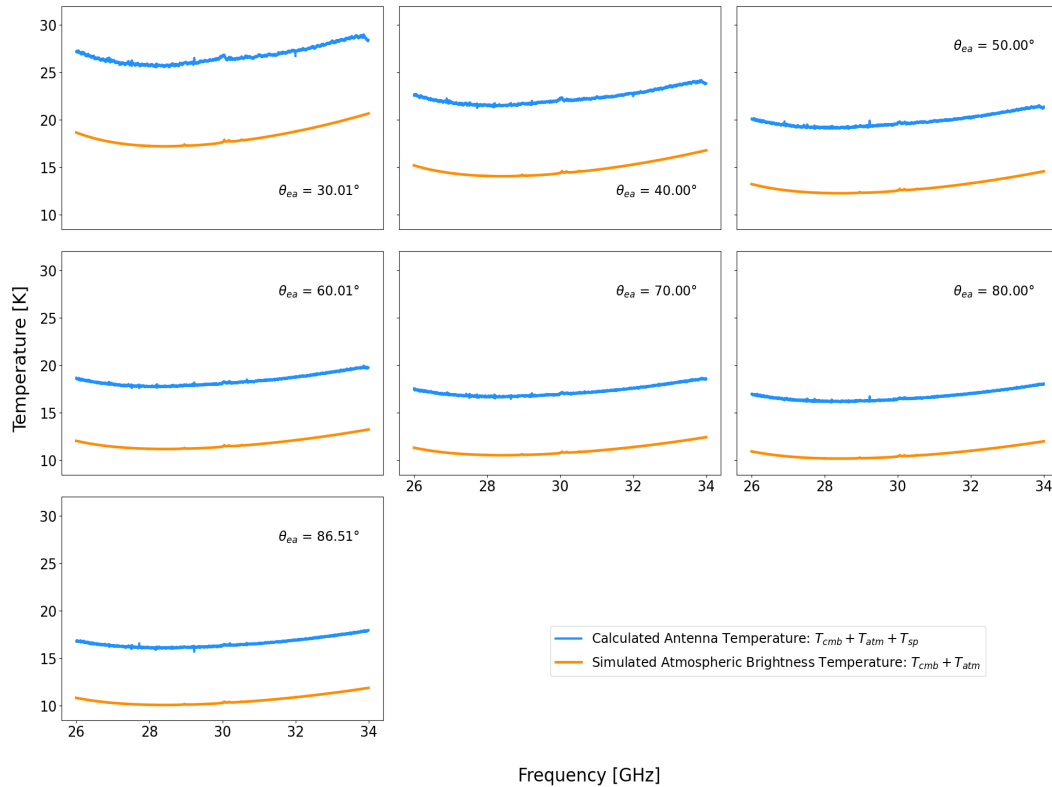 30
25
20
15
10
θea = 30.01°
θea = 40.00°
θea = 50.00°
30
25
20
15
10
θea = 60.01°
θea = 70.00°
θea = 80.00°
26 28 30 32 34
26 28 30 32 34
Temperature [K]
30
25
20
15
10
θea = 86.51°
26 28 30 32 34
Calculated Antenna Temperature: Tcmb + Tatm + Tsp
Simulated Atmospheric Brightness Temperature: Tcmb + Tatm
Frequency [GHz]